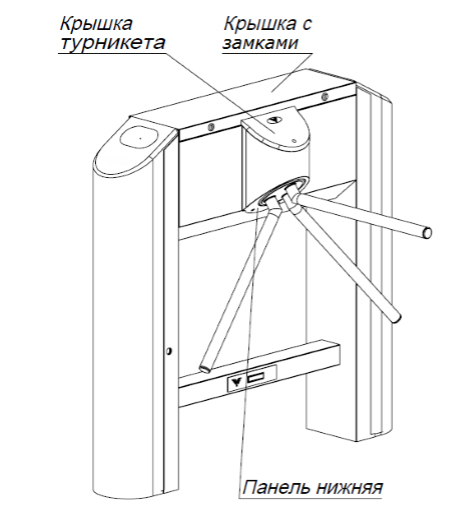 Крышка
турникета
Крышка с
замками
Панель нижняя